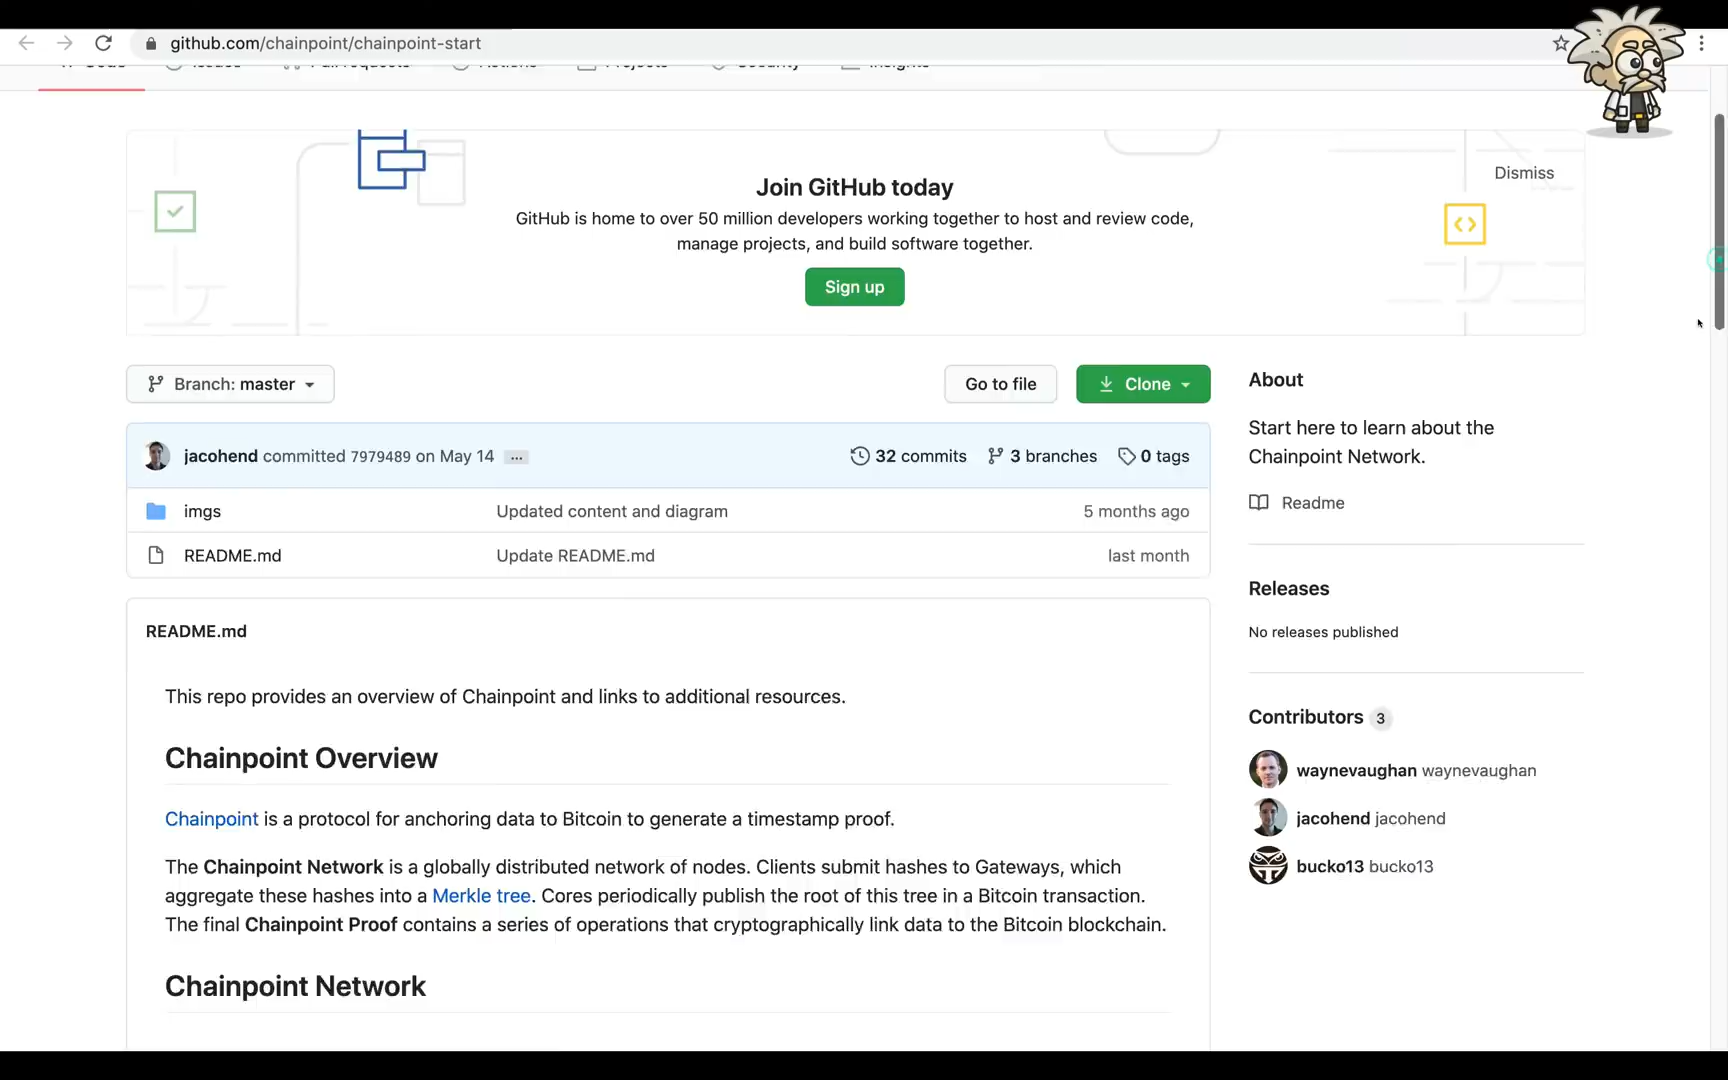 github.com/chainpoint/chainpoint-start
Code Issues Pull requests Actions Projects Security Insights
Join GitHub today
Dismiss
GitHub is home to over 50 million developers working together to host and review code,
manage projects, and build software together.
Sign up
Branch: master
Go to file
Clone
About
Start here to learn about the
Chainpoint Network.
jacohend committed 7979489 on May 14 ...
32 commits
3 branches
0 tags
imgs
Updated content and diagram
5 months ago
Readme
README.md
Update README.md
last month
Releases
No releases published
README.md
This repo provides an overview of Chainpoint and links to additional resources.
Contributors 3
Chainpoint Overview
waynevaughan waynevaughan
Chainpoint is a protocol for anchoring data to Bitcoin to generate a timestamp proof.
jacohend jacohend
The Chainpoint Network is a globally distributed network of nodes. Clients submit hashes to Gateways, which
bucko13 bucko13
aggregate these hashes into a Merkle tree. Cores periodically publish the root of this tree in a Bitcoin transaction.
The final Chainpoint Proof contains a series of operations that cryptographically link data to the Bitcoin blockchain.
Chainpoint Network